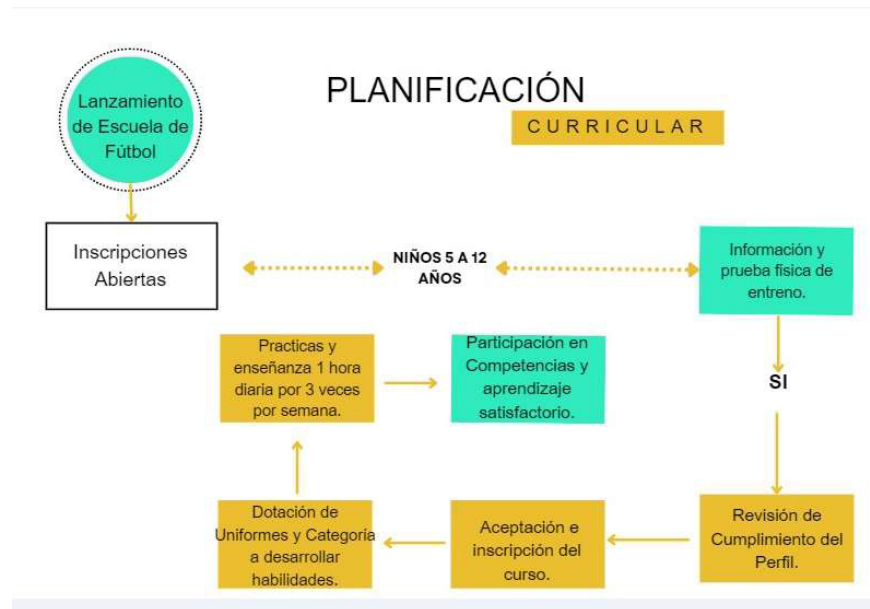 PLANIFICACIÓN
CURRICULAR
Lanzamiento
de Escuela de
Fútbol
Inscripciones
Abiertas
NIÑOS 5 A 12
AÑOS
Información y
prueba física de
entreno.
SI
Revisión de
Cumplimiento del
Perfil.
Aceptación e
inscripción del
curso.
Dotación de
Uniformes y Categoría
a desarrollar
habilidades.
Practicas y
enseñanza 1 hora
diaria por 3 veces
por semana.
Participación en
Competencias y
aprendizaje
satisfactorio.